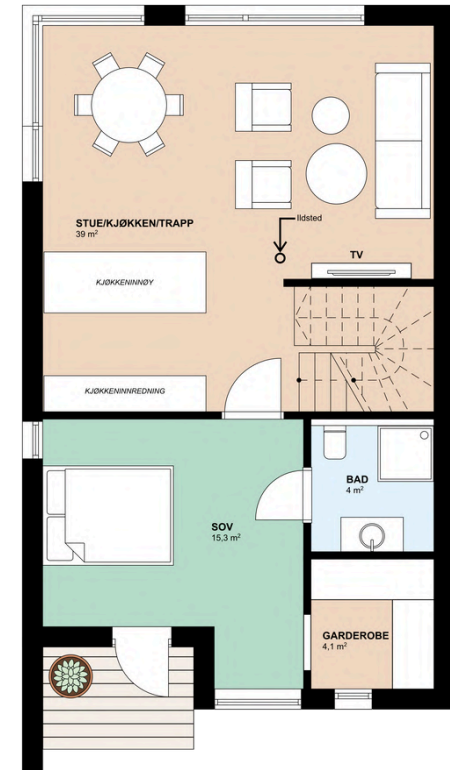 Ildsted
STUE/KJØKKEN/TRAPP
39 m²
TV
KJØKKENINNØY
KJØKKENINNREDNING
BAD
4 m²
SOV
15,3 m²
GARDEROBE
4,1 m²